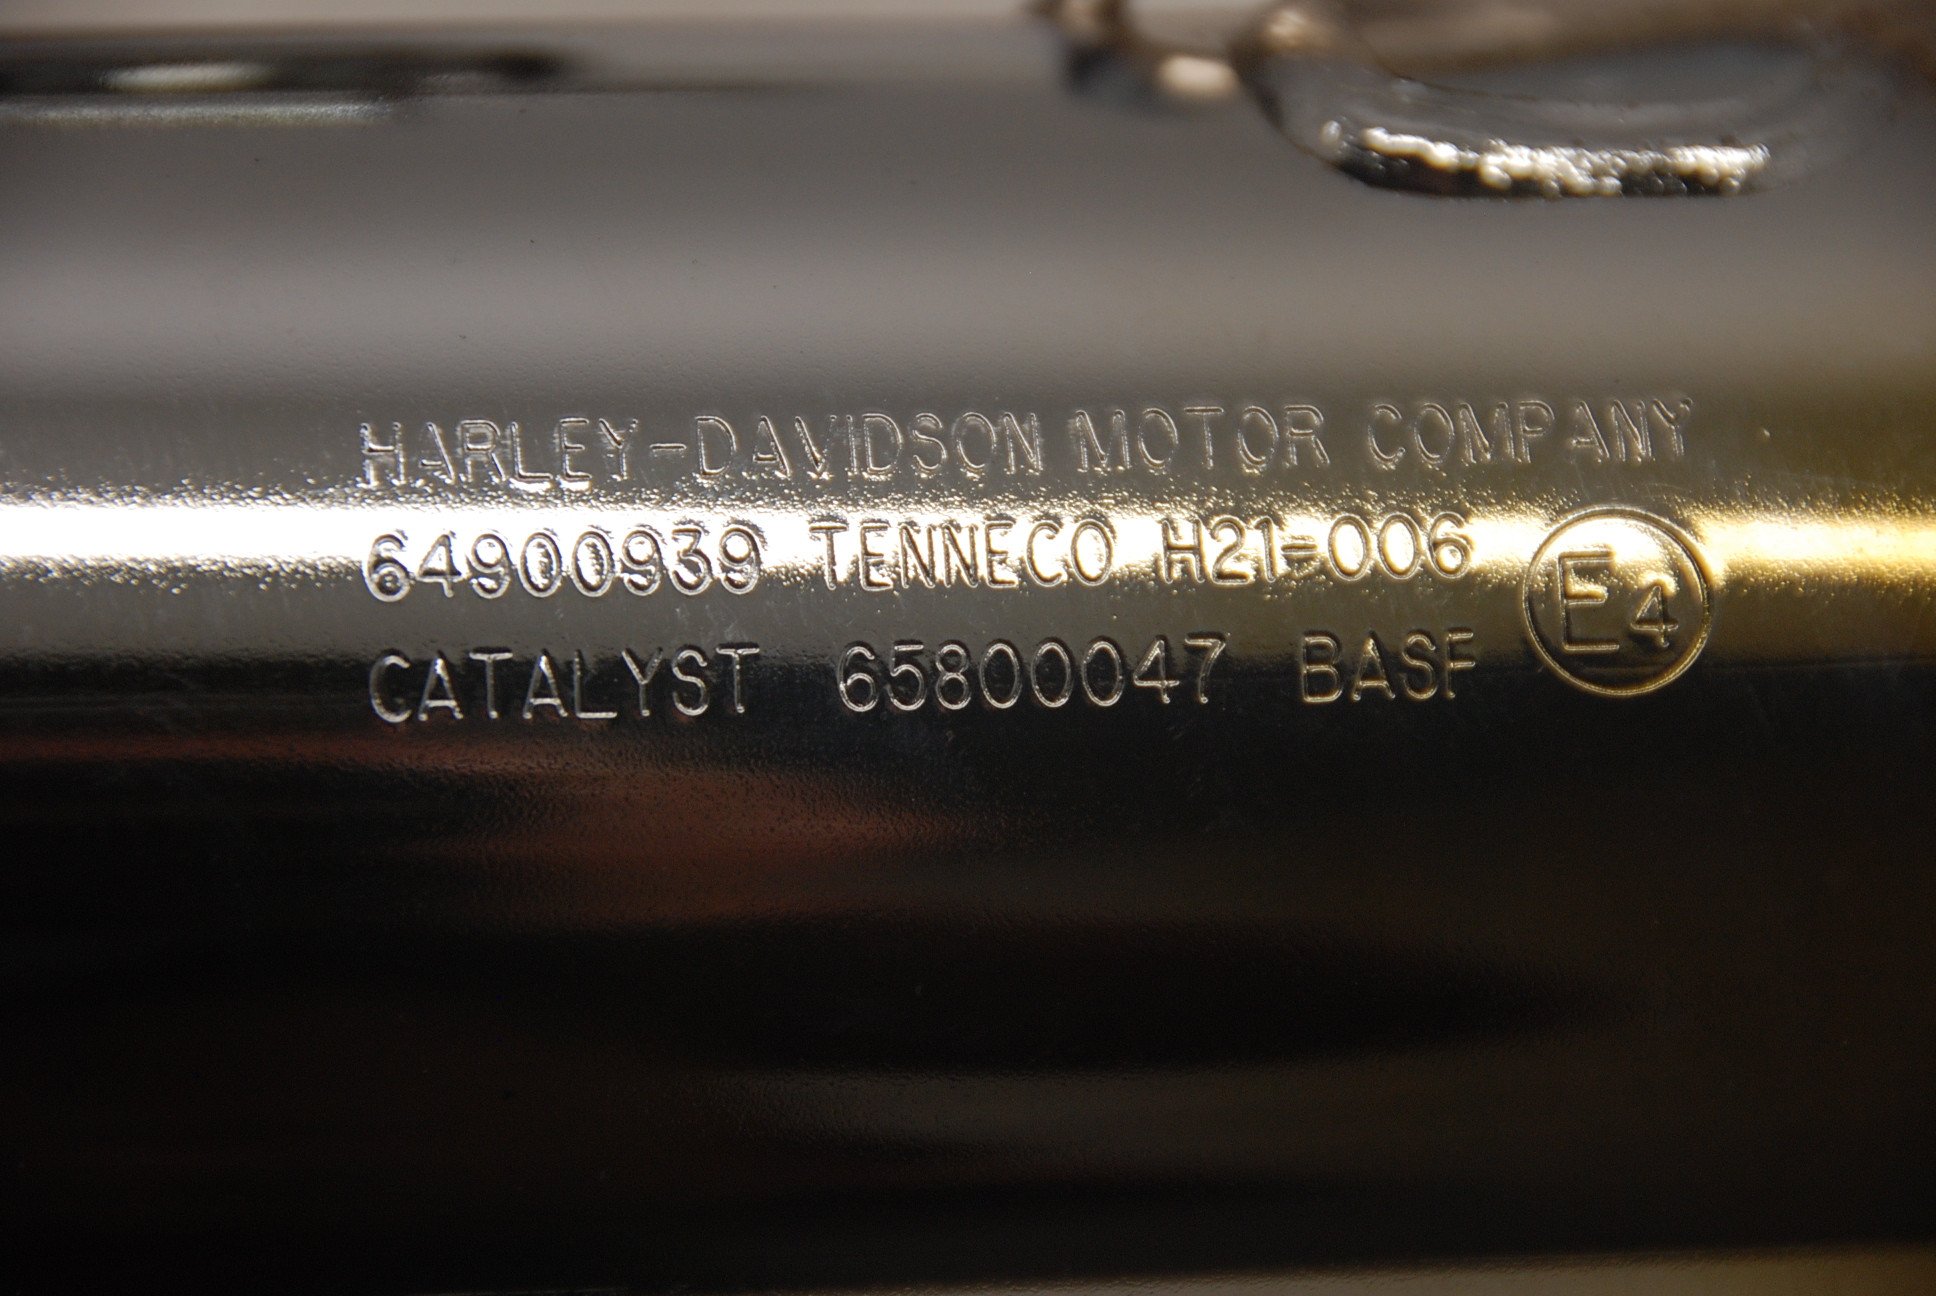 HARLEY-DAVIDSON MOTOR COMPANY
64900939 TENNECO H21-006
CATALYST 65800047 BASF
E4